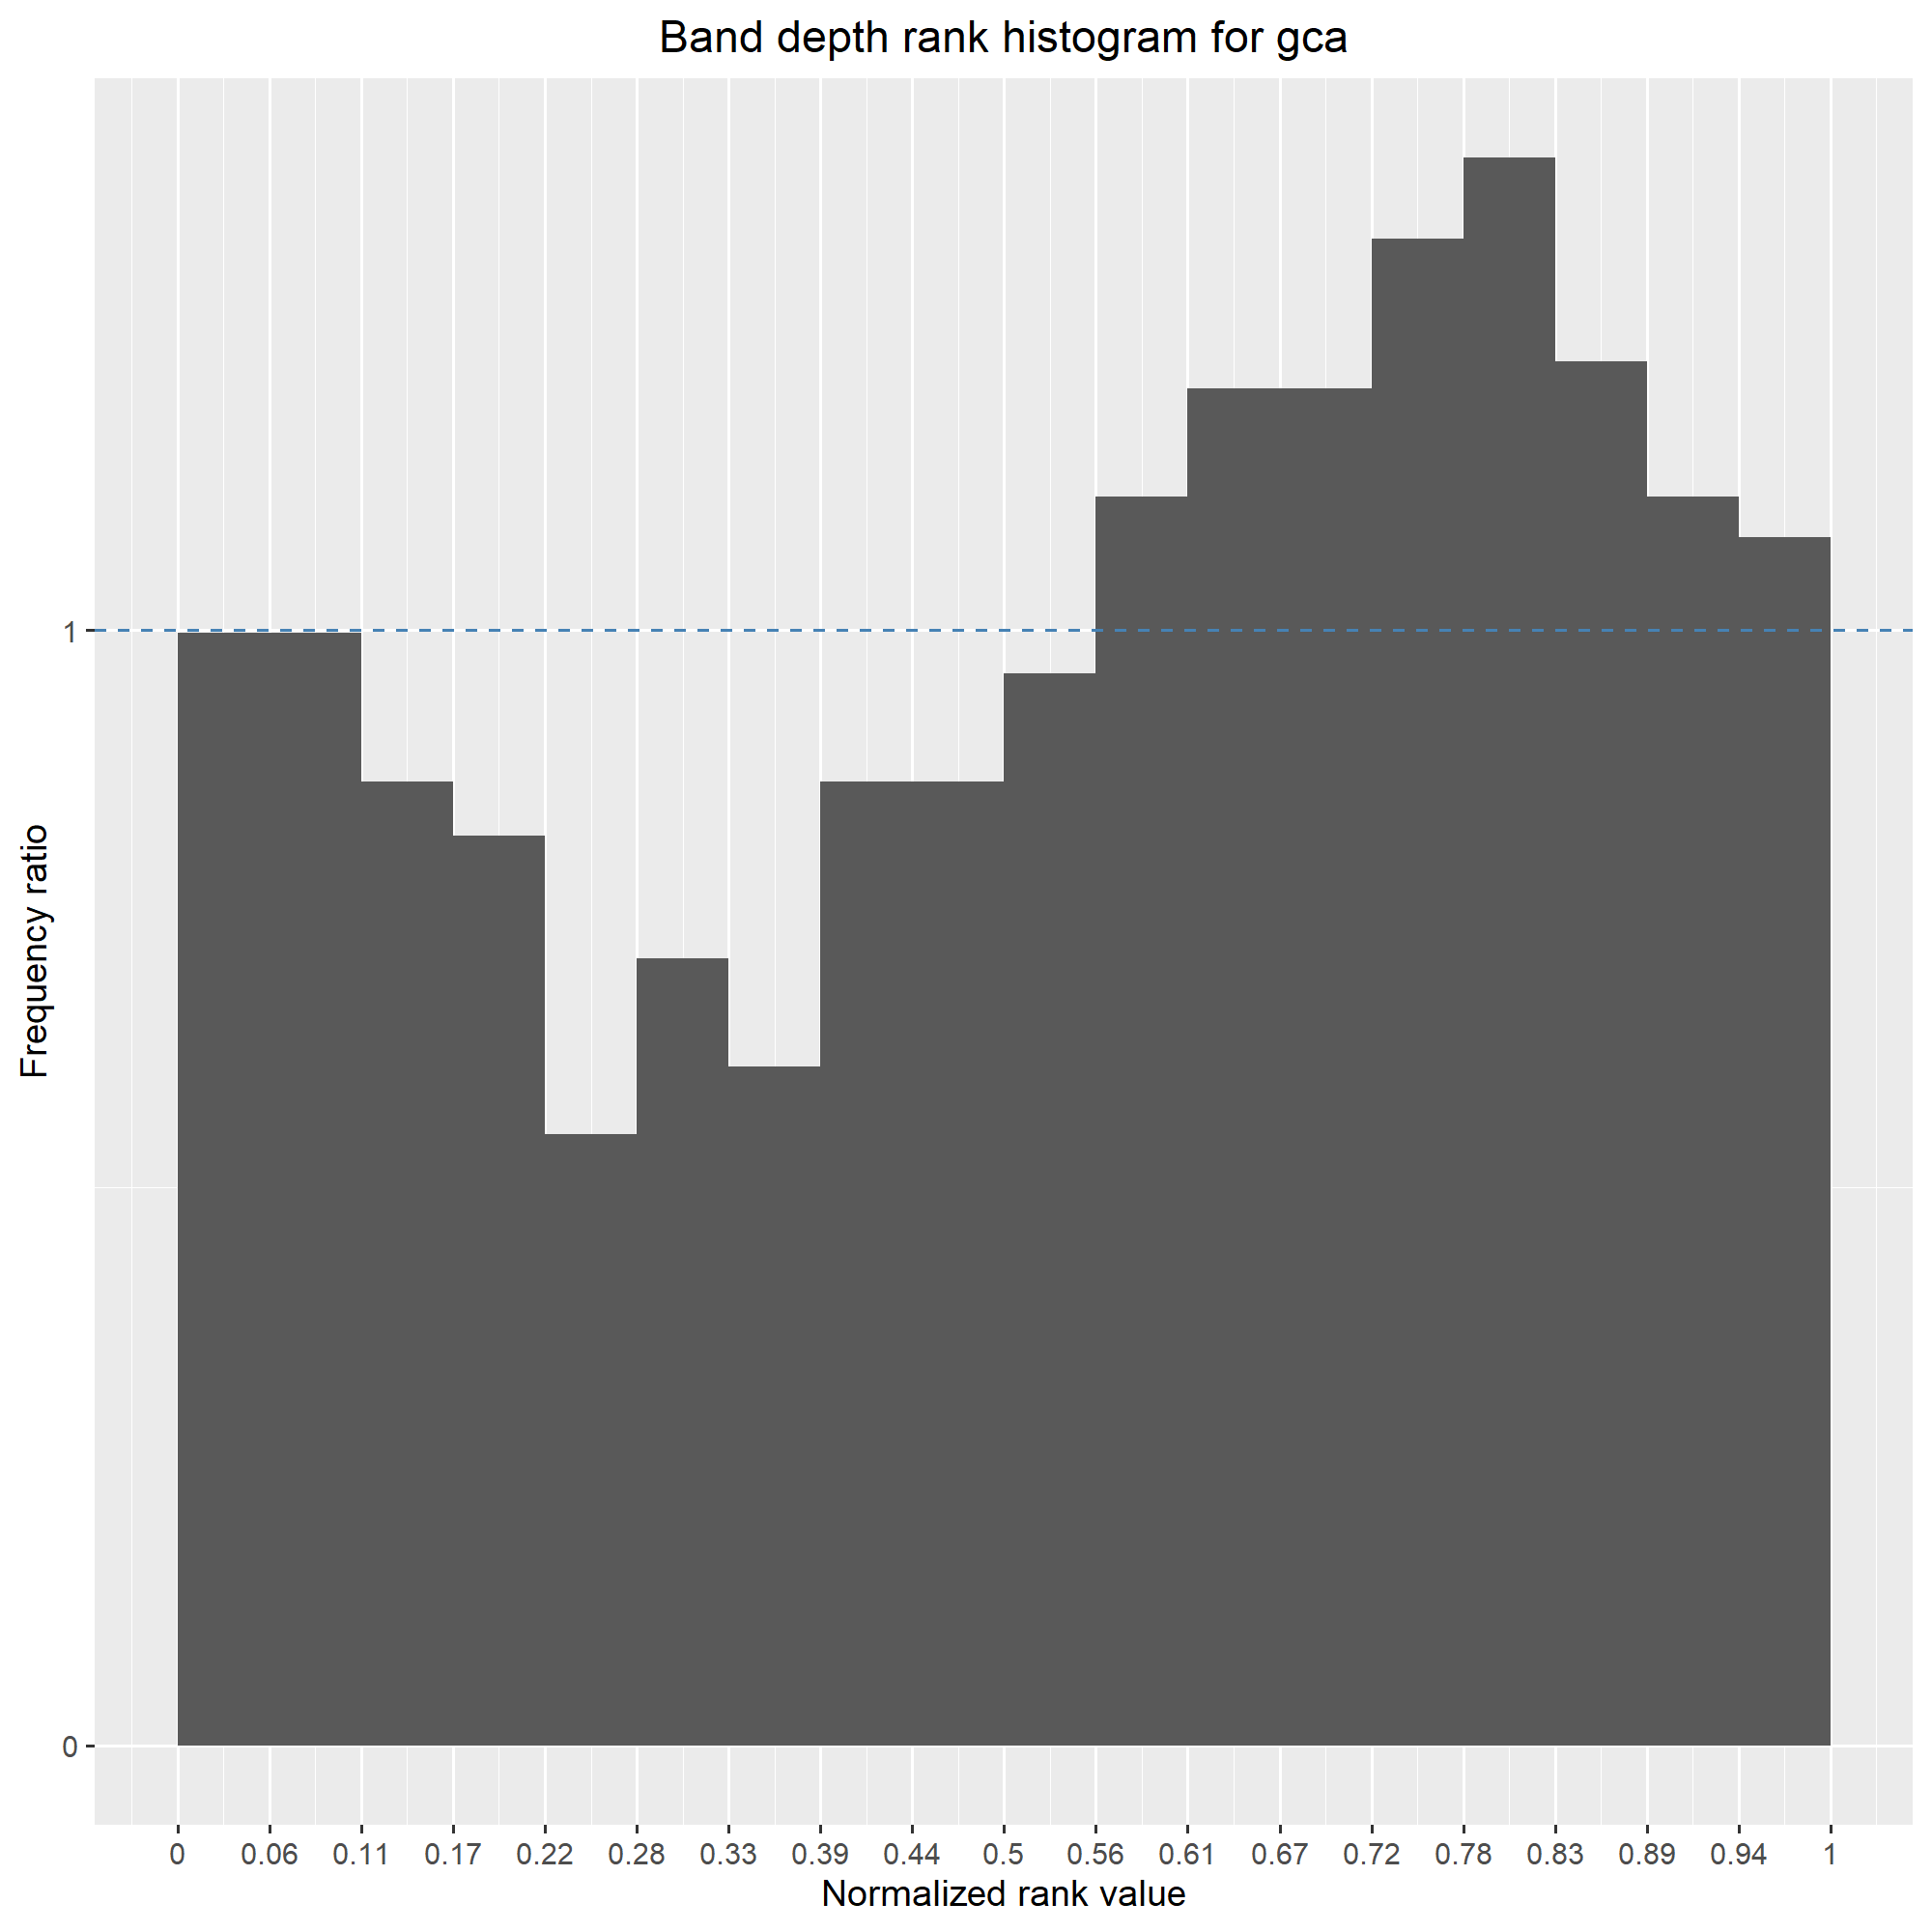 Band depth rank histogram for gca
Frequency ratio
1
0
0 0.06 0.11 0.17 0.22 0.28 0.33 0.39 0.44 0.5 0.56 0.61 0.67 0.72 0.78 0.83 0.89 0.94 1
Normalized rank value